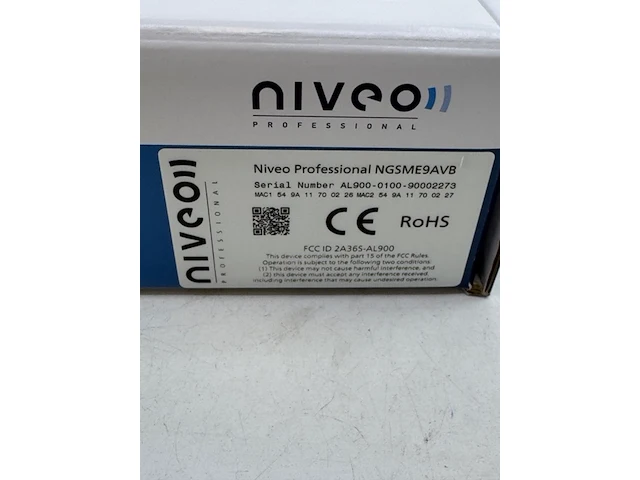 niveo
PROFESSIONAL
niveo
PROFESSIONAL
Niveo Professional NGSME9AVB
Serial Number AL900-0100-90002273
MAC1 54 9A 11 70 02 26 MAC2 54 9A 11 70 02 27
CE RoHS
FCC ID 2A36S-AL900
This device complies with part 15 of the FCC Rules.
Operation is subject to the following two conditions:
(1) This device may not cause harmful interference, and
(2) this device must accept any interference received,
including interference that may cause undesired operation.